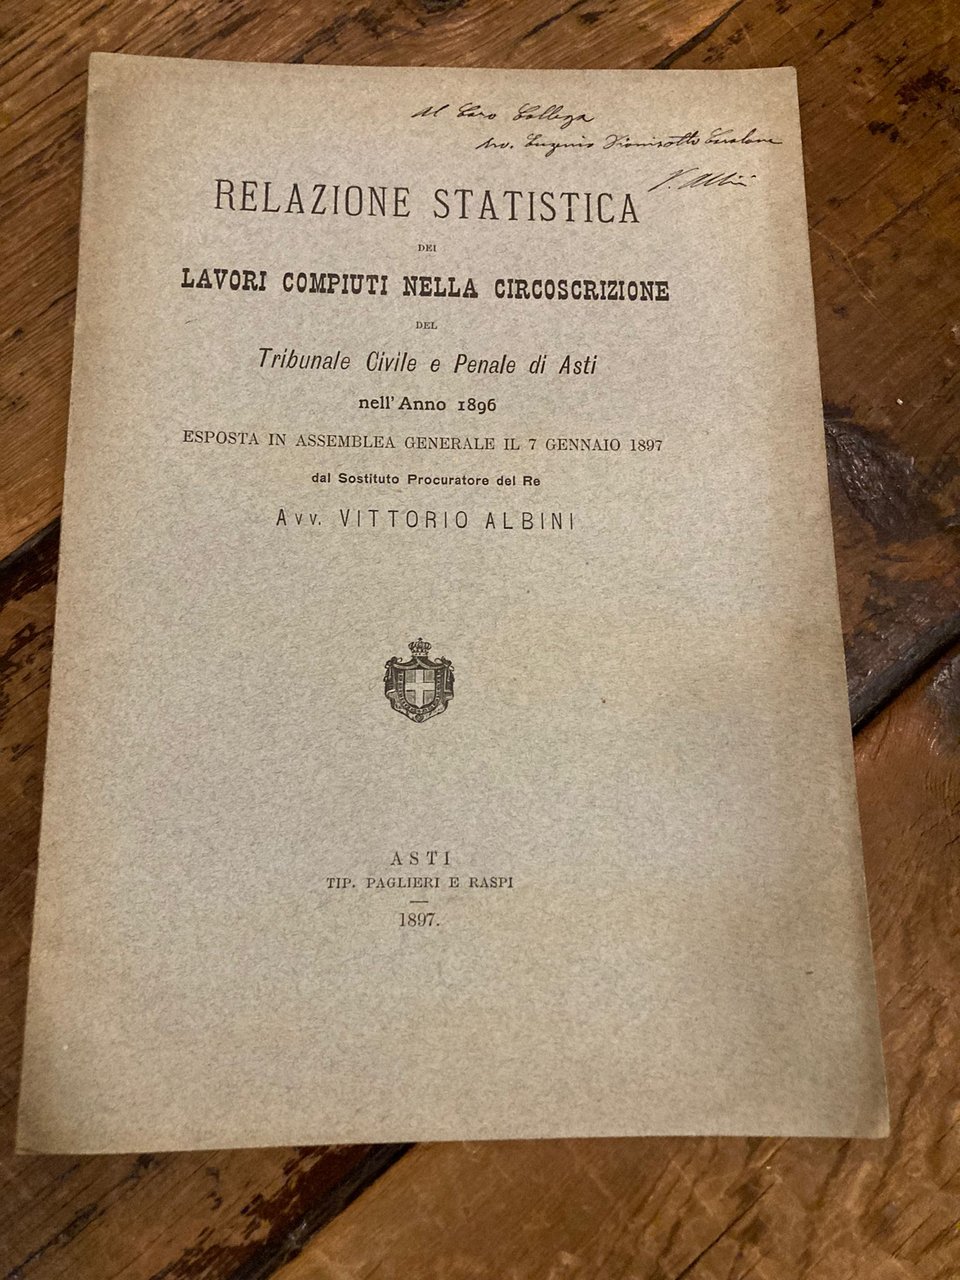 Al Caro Collega
Avv. Eugenio Dionisotto
V. Albini
RELAZIONE STATISTICA
DEI
LAVORI COMPIUTI NELLA CIRCOSCRIZIONE
DEL
Tribunale Civile e Penale di Asti
nell' Anno 1896
ESPOSTA IN ASSEMBLEA GENERALE IL 7 GENNAIO 1897
dal Sostituto Procuratore del Re
Avv. VITTORIO ALBINI
ASTI
TIP. PAGLIERI E RASPI
1897.